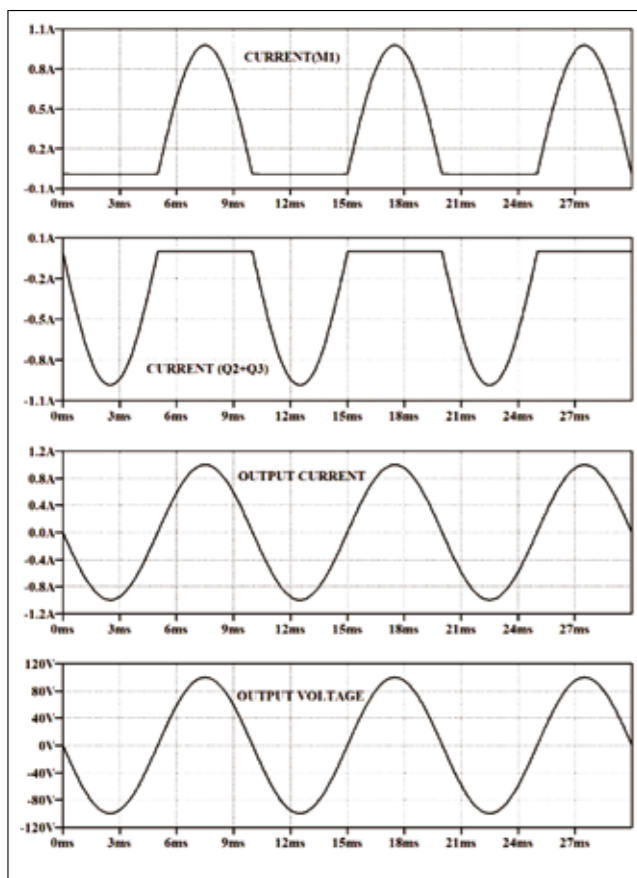 1.1A
CURRENT(M1)
0.8A
0.5A
0.2A
-0.1A
0ms 3ms 6ms 9ms 12ms 15ms 18ms 21ms 24ms 27ms
0.1A
-0.2A
-0.5A
-0.8A
CURRENT (Q2+Q3)
-1.1A
0ms 3ms 6ms 9ms 12ms 15ms 18ms 21ms 24ms 27ms
1.2A
OUTPUT CURRENT
0.8A
0.4A
0.0A
-0.4A
-0.8A
-1.2A
0ms 3ms 6ms 9ms 12ms 15ms 18ms 21ms 24ms 27ms
120V
OUTPUT VOLTAGE
80V
40V
0V
-40V
-80V
-120V
0ms 3ms 6ms 9ms 12ms 15ms 18ms 21ms 24ms 27ms